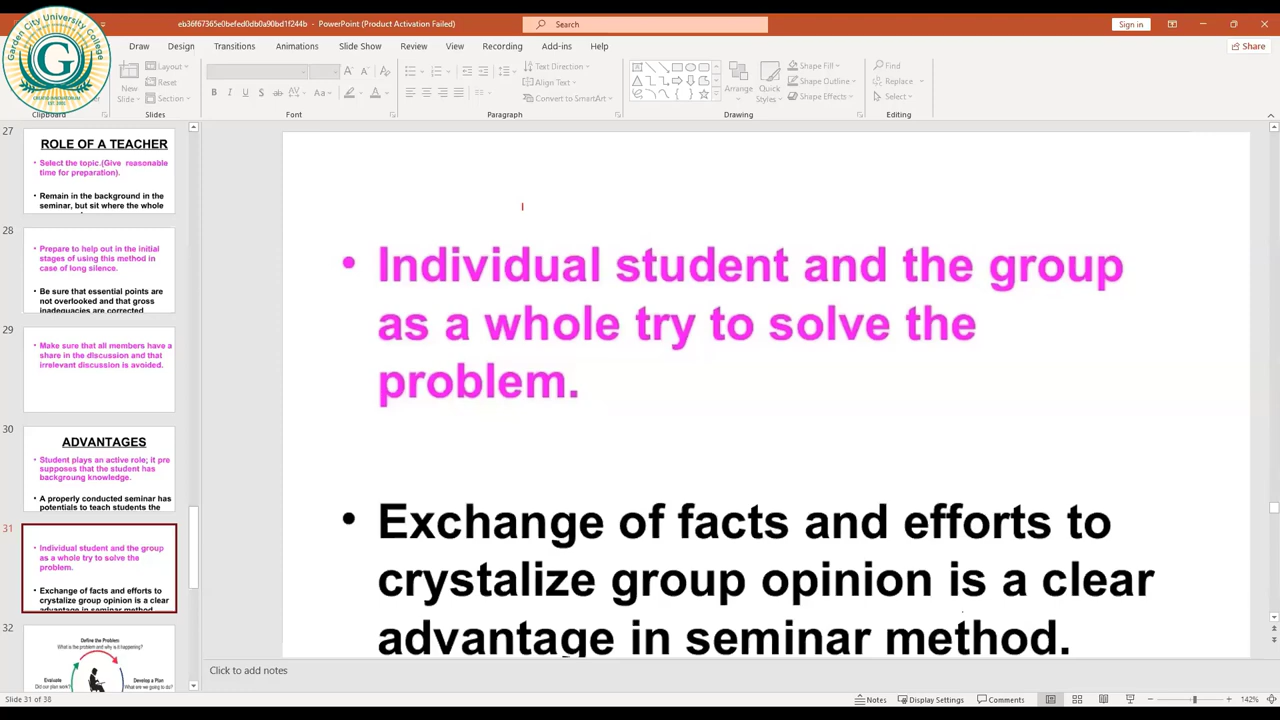 Garden City University College
G
CREATIO INNOVATORIUM
EST. 2001
eb36f67365e0befed0db0a90bd1f244b - PowerPoint (Product Activation Failed)
Search
Sign in
Draw Design Transitions Animations Slide Show Review View Recording Add-ins Help
Share
New Slide
Layout
Reset
Section
Text Direction
Align Text
Convert to SmartArt
Arrange
Quick Styles
Shape Fill
Shape Outline
Shape Effects
Find
Replace
Select
Clipboard Slides Font Paragraph Drawing Editing
27
ROLE OF A TEACHER
• Select the topic.(Give reasonable
time for preparation).
• Remain in the background in the
seminar, but sit where the whole
28
• Prepare to help out in the initial
stages of using this method in
case of long silence.
• Be sure that essential points are
not overlooked and that gross
inadequacies are corrected
29
• Make sure that all members have a
share in the discussion and that
irrelevant discussion is avoided.
30
ADVANTAGES
• Student plays an active role; it pre
supposes that the student has
backgroung knowledge.
• A properly conducted seminar has
potentials to teach students the
31
• Individual student and the group
as a whole try to solve the
problem.
• Exchange of facts and efforts to
crystalize group opinion is a clear
advantage in seminar method.
32
Define the Problem
What is the problem and why is it happening?
Evaluate
Did our plan work?
Develop a Plan
What are we going to do?
• Individual student and the group
as a whole try to solve the
problem.
• Exchange of facts and efforts to
crystalize group opinion is a clear
advantage in seminar method.
Click to add notes
Slide 31 of 38
Notes
Display Settings
Comments
142%